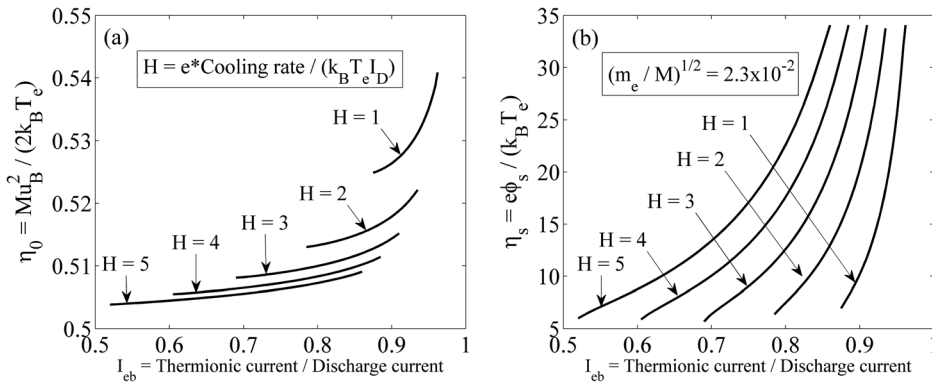 (a)
H = e*Cooling rate / (k_B T_e I_D)
0.55
0.54
0.53
0.52
0.51
0.5
H = 1
H = 2
H = 3
H = 4
H = 5
η_0 = Mu_B^2 / (2k_B T_e)
0.5 0.6 0.7 0.8 0.9 1
I_eb = Thermionic current / Discharge current
(b)
(m_e / M)^1/2 = 2.3x10^-2
35
30
25
20
15
10
5
H = 1
H = 2
H = 3
H = 4
H = 5
η_s = eϕ_s / (k_B T_e)
0.5 0.6 0.7 0.8 0.9 1
I_eb = Thermionic current / Discharge current